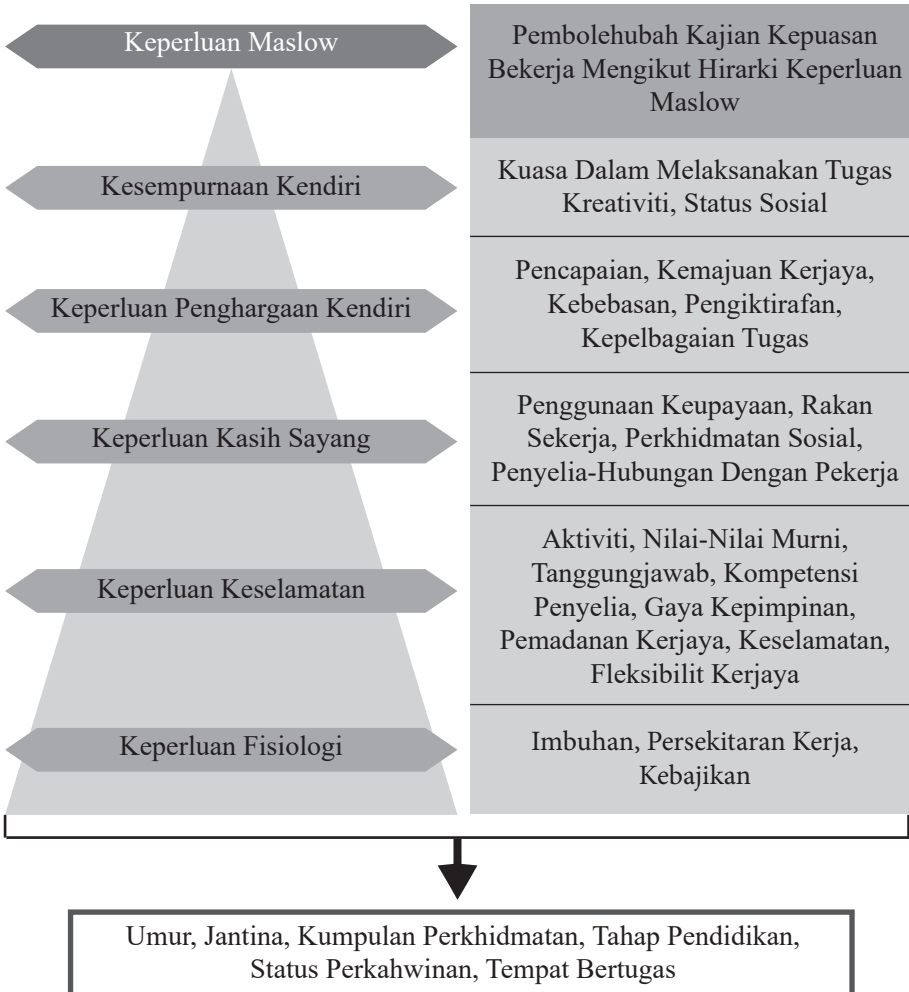 Keperluan Maslow
Pembolehubah Kajian Kepuasan
Bekerja Mengikut Hirarki Keperluan
Maslow
Kesempurnaan Kendiri
Kuasa Dalam Melaksanakan Tugas
Kreativiti, Status Sosial
Keperluan Penghargaan Kendiri
Pencapaian, Kemajuan Kerjaya,
Kebebasan, Pengiktirafan,
Kepelbagaian Tugas
Keperluan Kasih Sayang
Penggunaan Keupayaan, Rakan
Sekerja, Perkhidmatan Sosial,
Penyelia-Hubungan Dengan Pekerja
Keperluan Keselamatan
Aktiviti, Nilai-Nilai Murni,
Tanggungjawab, Kompetensi
Penyelia, Gaya Kepimpinan,
Pemadanan Kerjaya, Keselamatan,
Fleksibilit Kerjaya
Keperluan Fisiologi
Imbuhan, Persekitaran Kerja,
Kebajikan
Umur, Jantina, Kumpulan Perkhidmatan, Tahap Pendidikan,
Status Perkahwinan, Tempat Bertugas